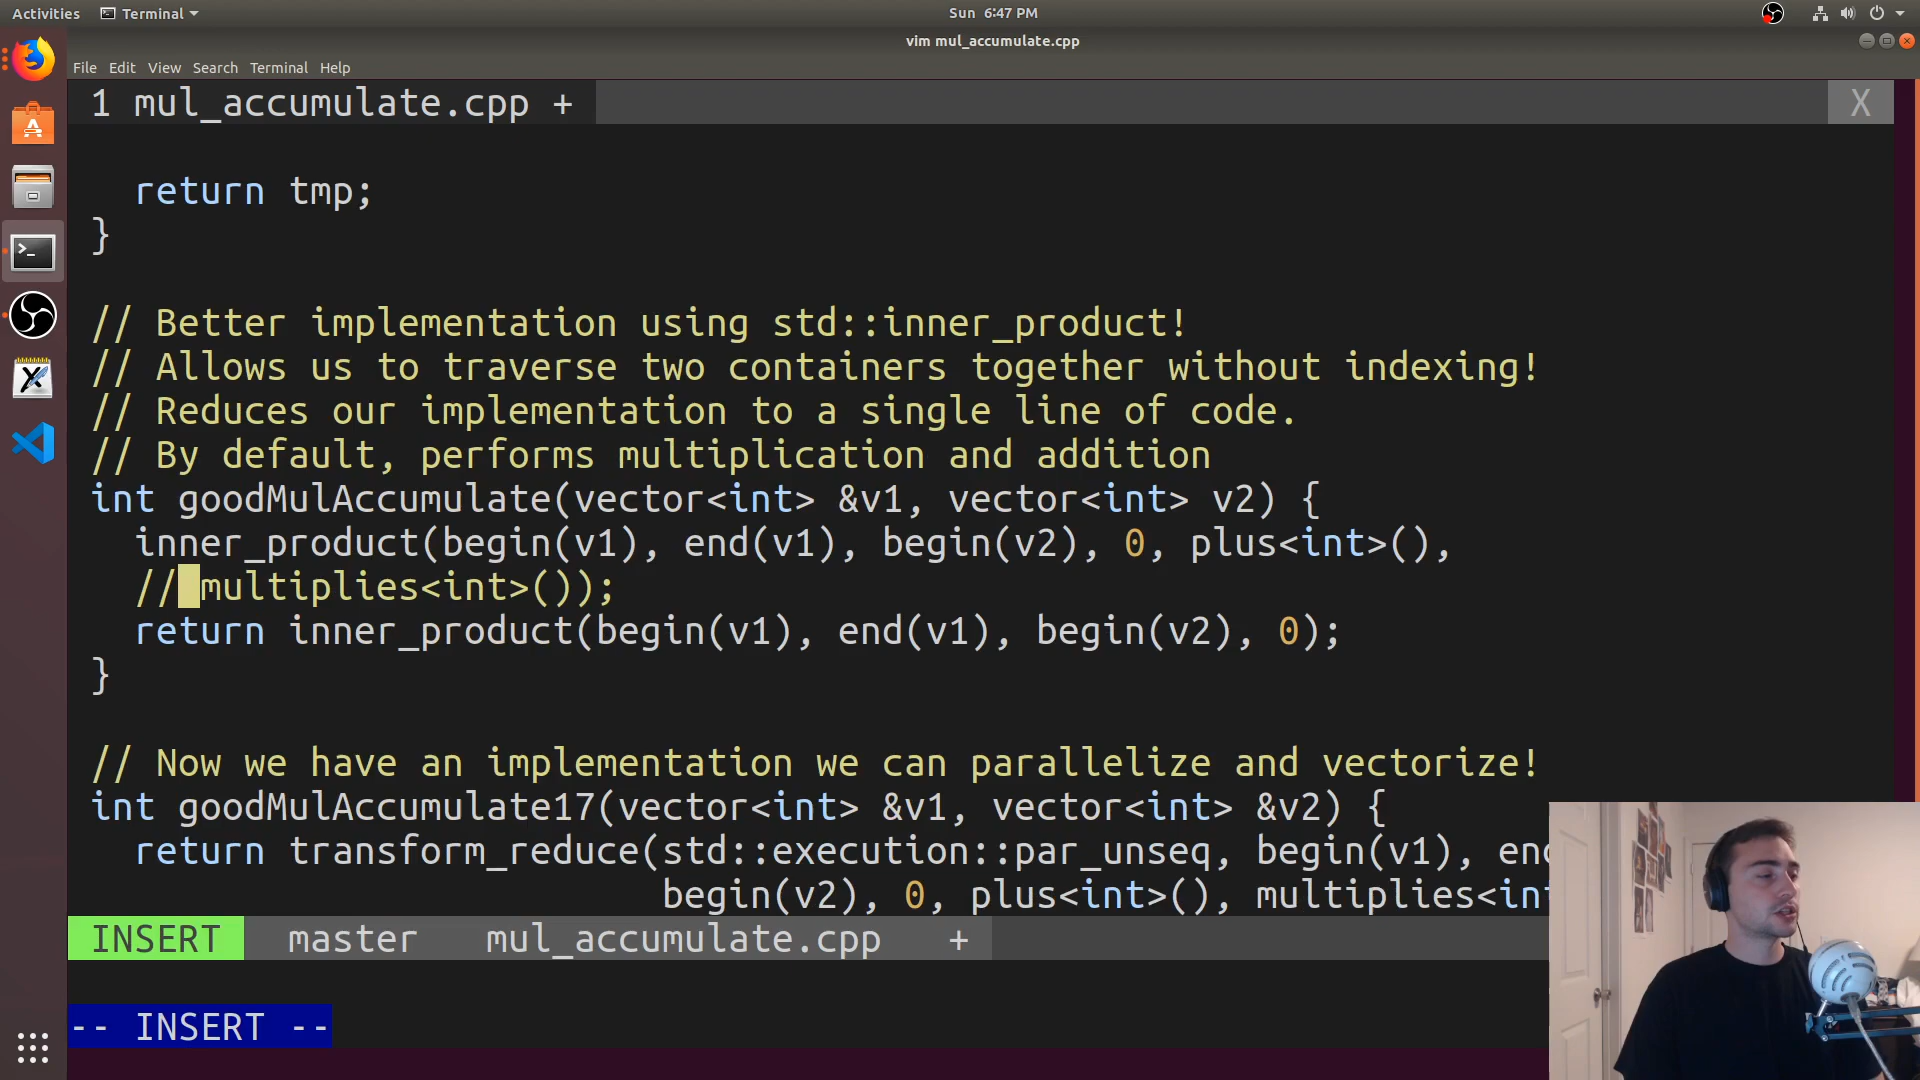 Activities
Terminal
Sun 6:47 PM
vim mul_accumulate.cpp
File Edit View Search Terminal Help
1 mul_accumulate.cpp +
X
return tmp;
}
// Better implementation using std::inner_product!
// Allows us to traverse two containers together without indexing!
// Reduces our implementation to a single line of code.
// By default, performs multiplication and addition
int goodMulAccumulate(vector<int> &v1, vector<int> v2) {
inner_product(begin(v1), end(v1), begin(v2), 0, plus<int>(),
// multiplies<int>());
return inner_product(begin(v1), end(v1), begin(v2), 0);
}
// Now we have an implementation we can parallelize and vectorize!
int goodMulAccumulate17(vector<int> &v1, vector<int> &v2) {
return transform_reduce(std::execution::par_unseq, begin(v1),
begin(v2), 0, plus<int>(),
INSERT master mul_accumulate.cpp +
-- INSERT --